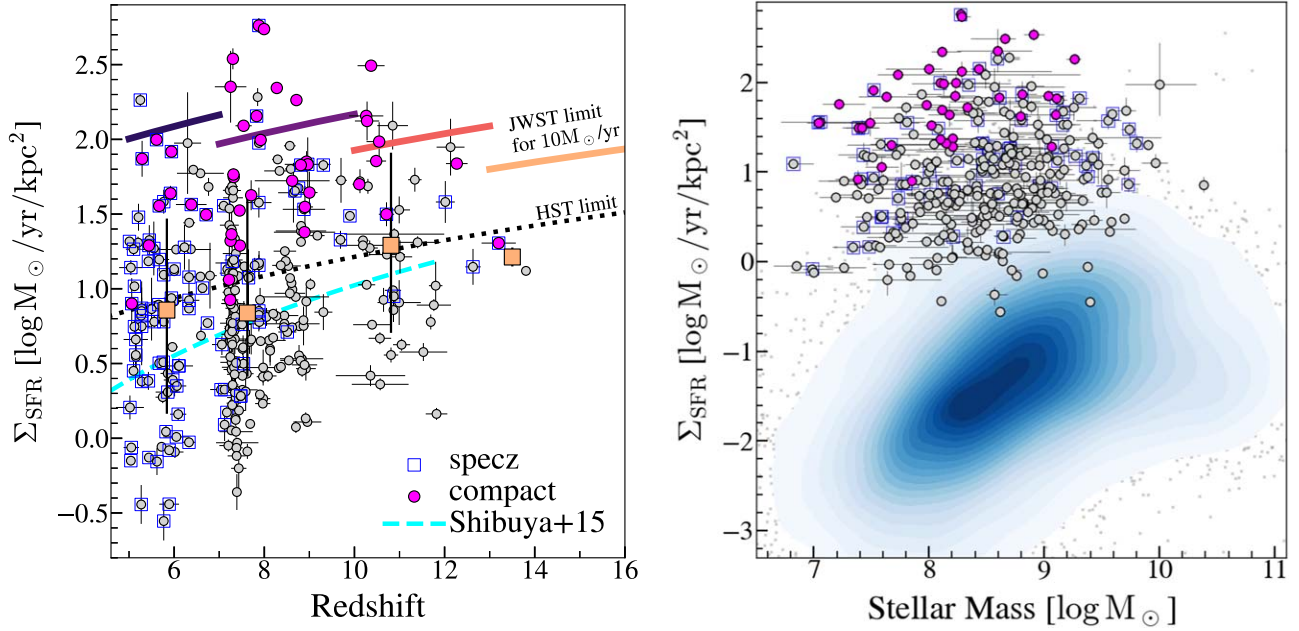 Σ_SFR [log M⊙/yr/kpc²]
2.5
2.0
1.5
1.0
0.5
0.0
−0.5
JWST limit
for 10M⊙/yr
HST limit
specz
compact
Shibuya+15
6
8
10
12
14
16
Redshift
Σ_SFR [log M⊙/yr/kpc²]
2
1
0
−1
−2
−3
7
8
9
10
11
Stellar Mass [log M⊙]